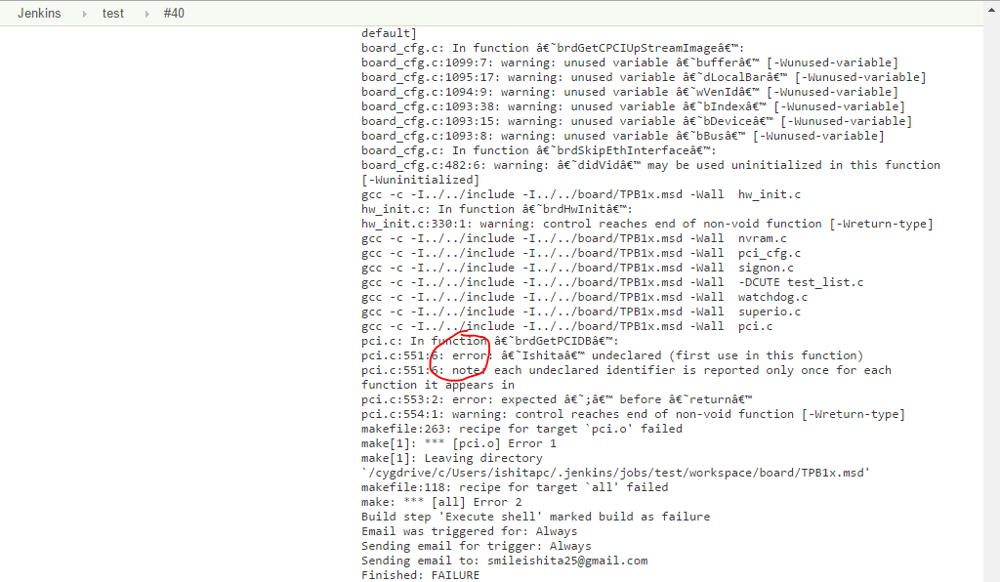 Jenkins test #40
default]
board_cfg.c: In function â€˜brdGetCPCIUpStreamImageâ€™:
board_cfg.c:1099:7: warning: unused variable â€˜bufferâ€™ [-Wunused-variable]
board_cfg.c:1095:17: warning: unused variable â€˜dLocalBarâ€™ [-Wunused-variable]
board_cfg.c:1094:9: warning: unused variable â€˜wVenIdâ€™ [-Wunused-variable]
board_cfg.c:1093:38: warning: unused variable â€˜bIndexâ€™ [-Wunused-variable]
board_cfg.c:1093:15: warning: unused variable â€˜bDeviceâ€™ [-Wunused-variable]
board_cfg.c:1093:8: warning: unused variable â€˜bBusâ€™ [-Wunused-variable]
board_cfg.c: In function â€˜brdSkipEthInterfaceâ€™:
board_cfg.c:482:6: warning: â€˜didVidâ€™ may be used uninitialized in this function
[-Wuninitialized]
gcc -c -I../../include -I../../board/TPB1x.msd -Wall  hw_init.c
hw_init.c: In function â€˜brdHwInitâ€™:
hw_init.c:330:1: warning: control reaches end of non-void function [-Wreturn-type]
gcc -c -I../../include -I../../board/TPB1x.msd -Wall  nvram.c
gcc -c -I../../include -I../../board/TPB1x.msd -Wall  pci_cfg.c
gcc -c -I../../include -I../../board/TPB1x.msd -Wall  signon.c
gcc -c -I../../include -I../../board/TPB1x.msd -Wall  -DCUTE test_list.c
gcc -c -I../../include -I../../board/TPB1x.msd -Wall  watchdog.c
gcc -c -I../../include -I../../board/TPB1x.msd -Wall  superio.c
gcc -c -I../../include -I../../board/TPB1x.msd -Wall  pci.c
pci.c: In function â€˜brdGetPCIDBâ€™:
pci.c:551:6: error: â€˜Ishitaâ€™ undeclared (first use in this function)
pci.c:551:6: note: each undeclared identifier is reported only once for each
function it appears in
pci.c:553:2: error: expected â€˜;â€™ before â€˜returnâ€™
pci.c:554:1: warning: control reaches end of non-void function [-Wreturn-type]
makefile:263: recipe for target `pci.o' failed
make[1]: *** [pci.o] Error 1
make[1]: Leaving directory
`/cygdrive/c/Users/ishitapc/.jenkins/jobs/test/workspace/board/TPB1x.msd'
makefile:118: recipe for target `all' failed
make: *** [all] Error 2
Build step 'Execute shell' marked build as failure
Email was triggered for: Always
Sending email for trigger: Always
Sending email to: smileishita25@gmail.com
Finished: FAILURE